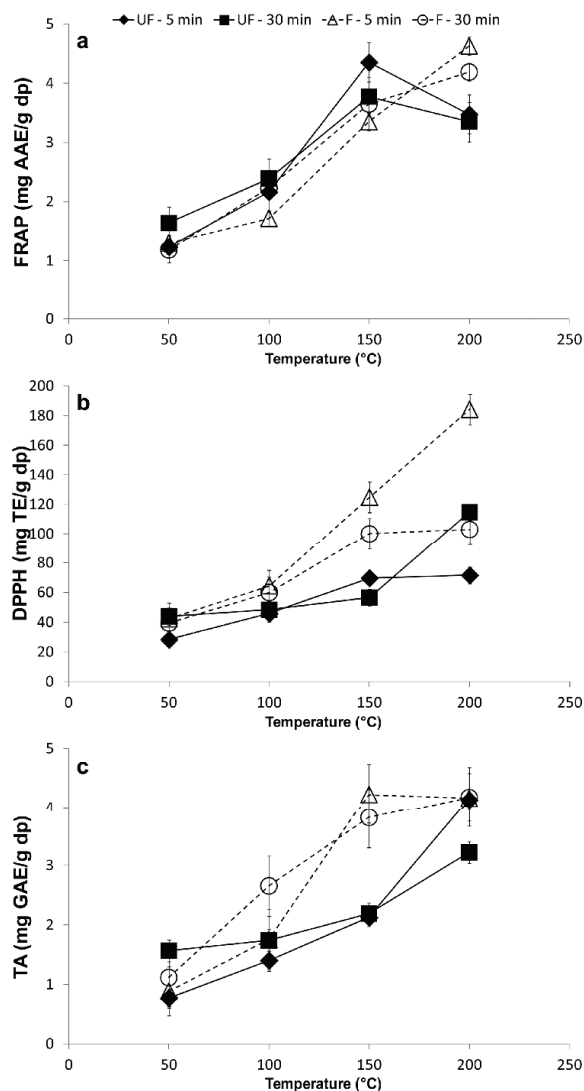 UF - 5 min UF - 30 min F - 5 min F - 30 min
a
5
4
3
2
1
0
FRAP (mg AAE/g dp)
0 50 100 150 200 250
Temperature (°C)
b
200
180
160
140
120
100
80
60
40
20
0
DPPH (mg TE/g dp)
0 50 100 150 200 250
Temperature (°C)
c
5
4
3
2
1
0
TA (mg GAE/g dp)
0 50 100 150 200 250
Temperature (°C)